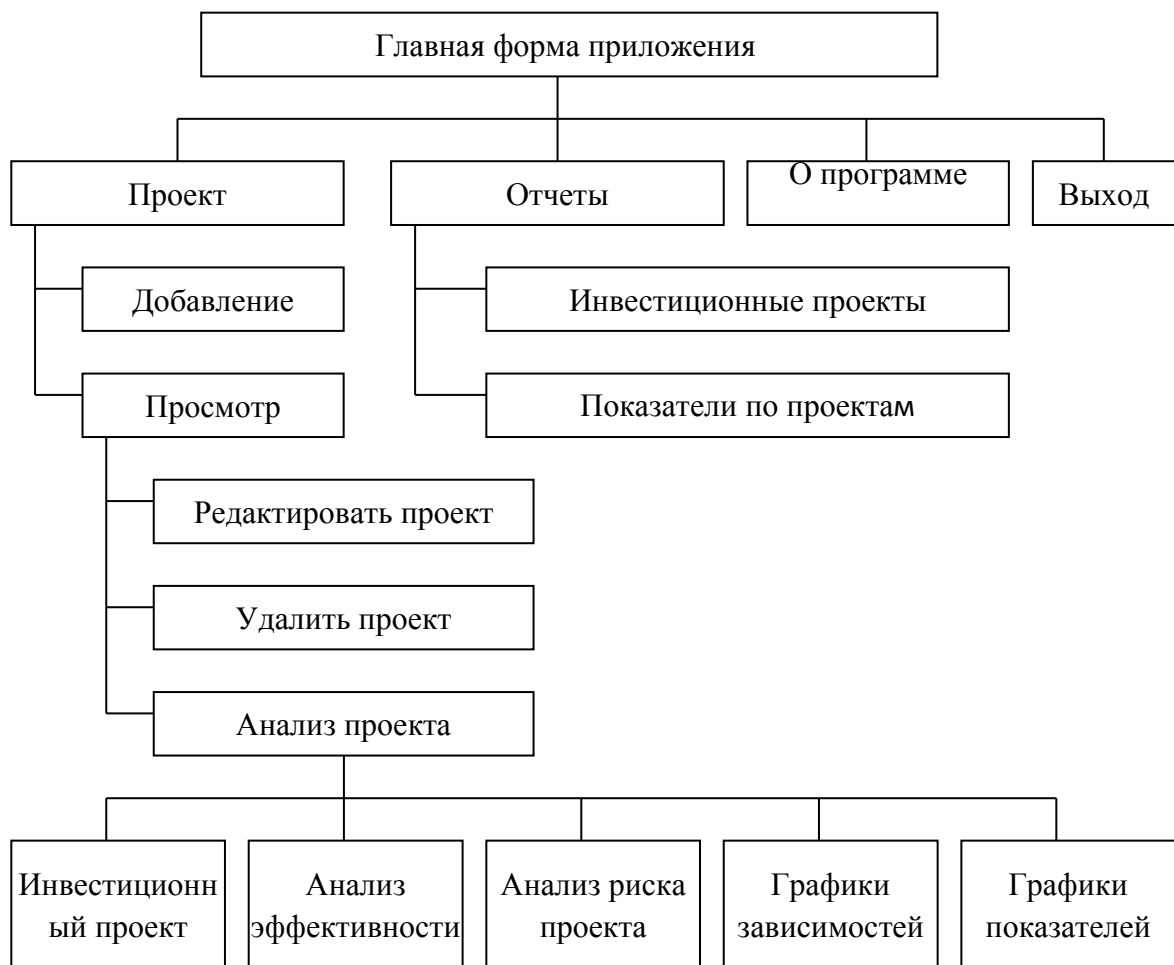 Главная форма приложения
Проект
Отчеты
О программе
Выход
Добавление
Инвестиционные проекты
Просмотр
Показатели по проектам
Редактировать проект
Удалить проект
Анализ проекта
Инвестиционн
ый проект
Анализ
эффективности
Анализ риска
проекта
Графики
зависимостей
Графики
показателей